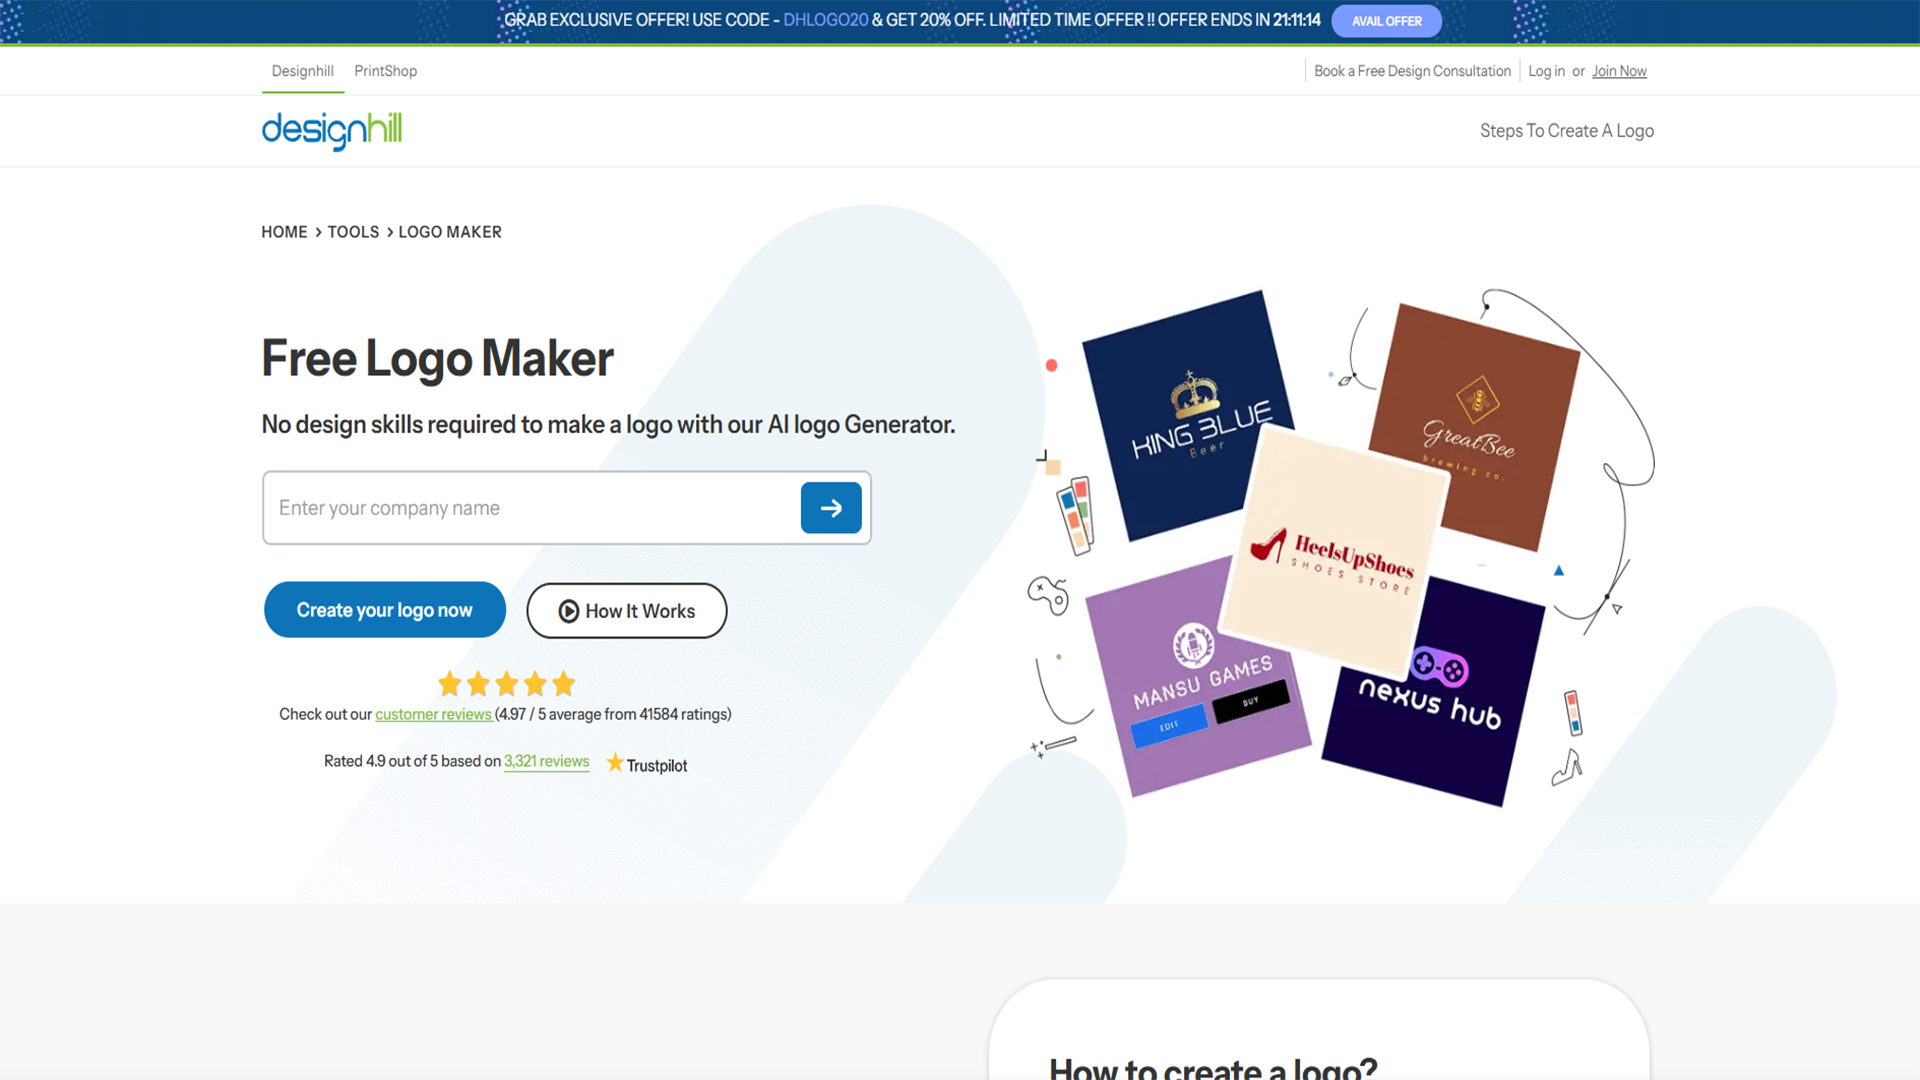 GRAB EXCLUSIVE OFFER! USE CODE - DHLOGO20 & GET 20% OFF. LIMITED TIME OFFER !! OFFER ENDS IN 21:11:14 AVAIL OFFER
Designhill PrintShop
Book a Free Design Consultation Log in or Join Now
designhill
Steps To Create A Logo
HOME > TOOLS > LOGO MAKER
Free Logo Maker
No design skills required to make a logo with our AI logo Generator.
Enter your company name
Create your logo now
How It Works
Check out our customer reviews (4.97 / 5 average from 41584 ratings)
Rated 4.9 out of 5 based on 3,321 reviews Trustpilot
KING BLUE
Beer
GreatBee
brewing co.
HeelsUpShoes
SHOES STORE
MANSU GAMES
EDIT
BUY
nexus hub
How to create a logo?